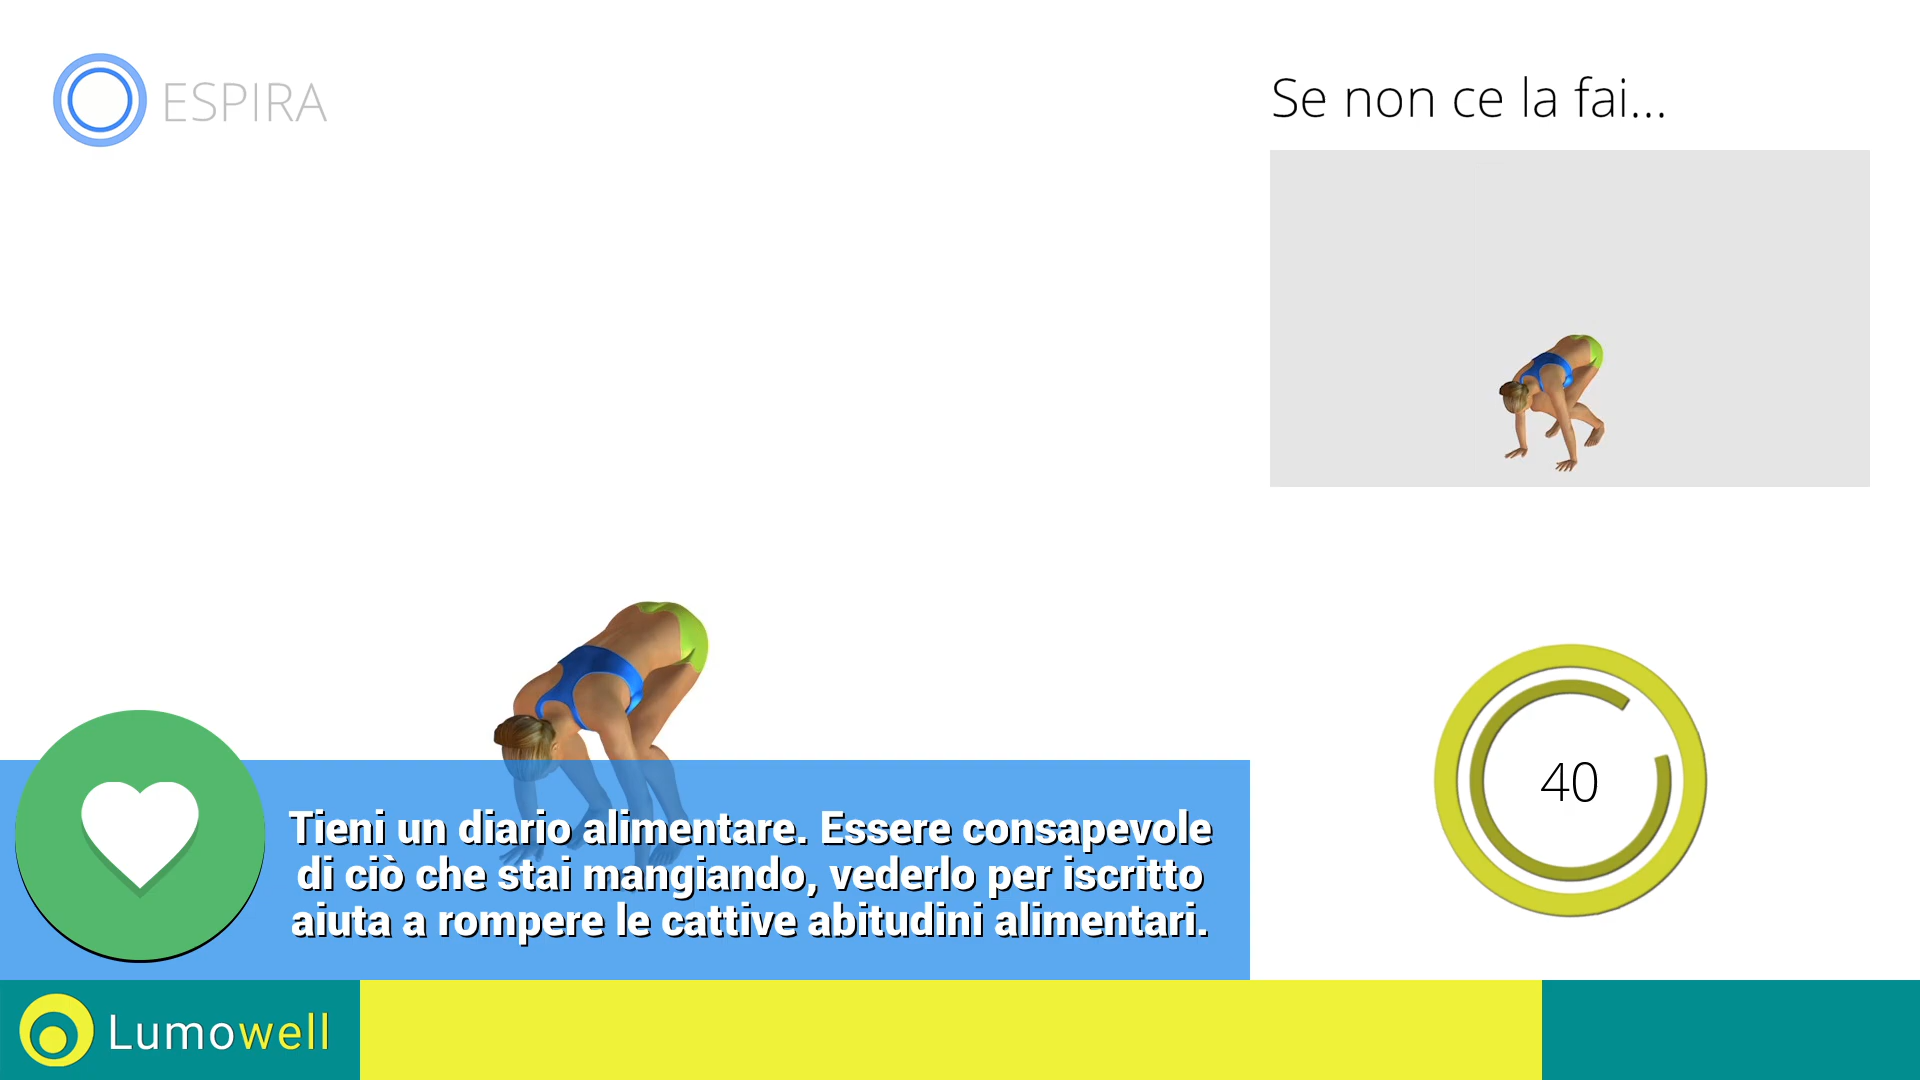 ESPIRA
Se non ce la fai...
40
Tieni un diario alimentare. Essere consapevole
di ciò che stai mangiando, vederlo per iscritto
aiuta a rompere le cattive abitudini alimentari.
Lumowell